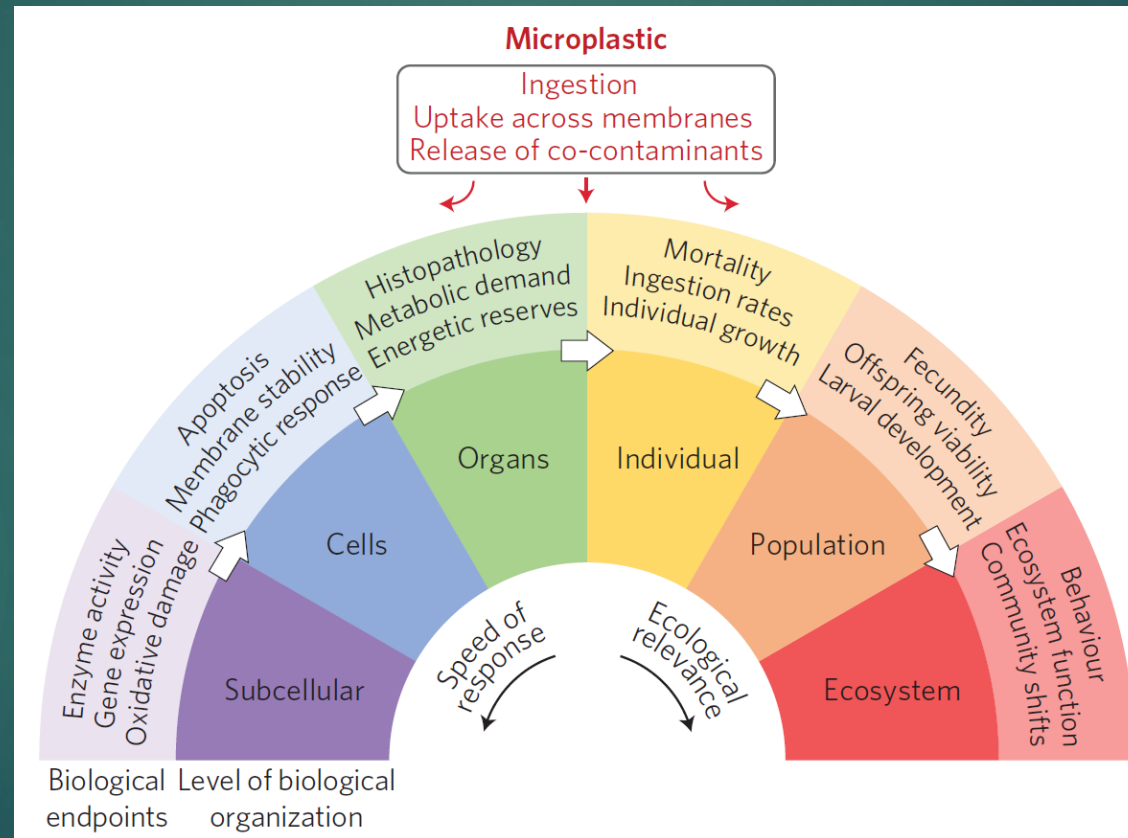 Microplastic
Ingestion
Uptake across membranes
Release of co-contaminants
Enzyme activity
Gene expression
Oxidative damage
Subcellular
Apoptosis
Membrane stability
Phagocytic response
Cells
Histopathology
Metabolic demand
Energetic reserves
Organs
Mortality
Ingestion rates
Individual growth
Individual
Fecundity
Offspring viability
Larval development
Population
Behaviour
Ecosystem function
Community shifts
Ecosystem
Speed of
response
Ecological
relevance
Biological
endpoints
Level of biological
organization